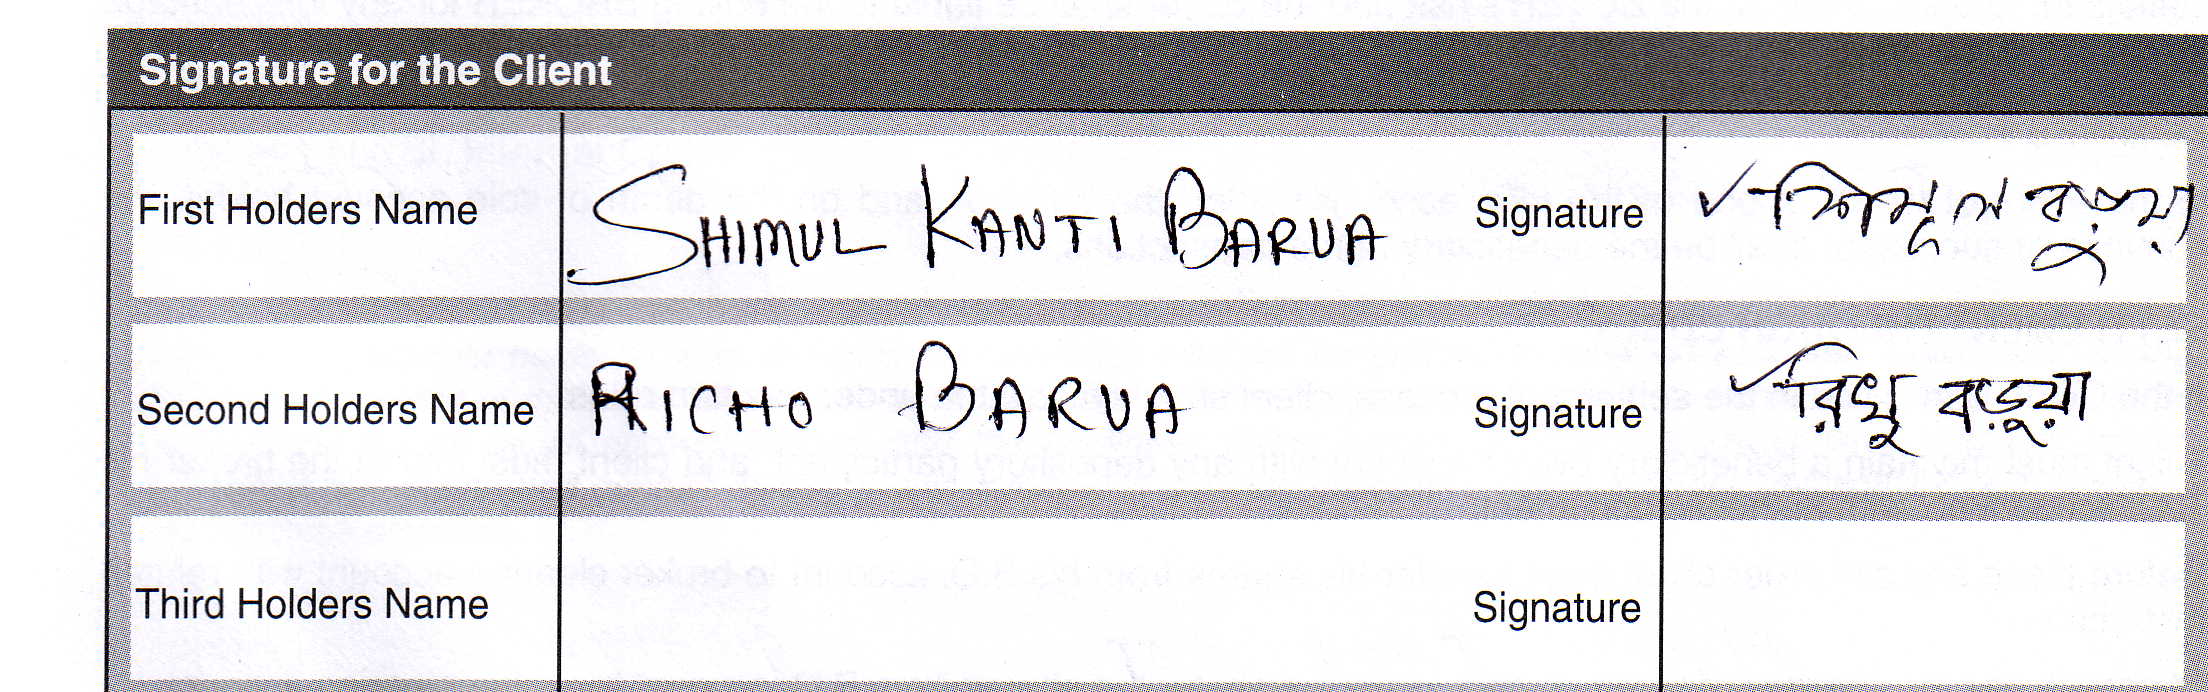 Signature for the Client
First Holders Name SHIMUL KANTI BARUA Signature শিমুল বড়ুয়া
Second Holders Name RICHO BARUA Signature রিঘু বড়ুয়া
Third Holders Name Signature